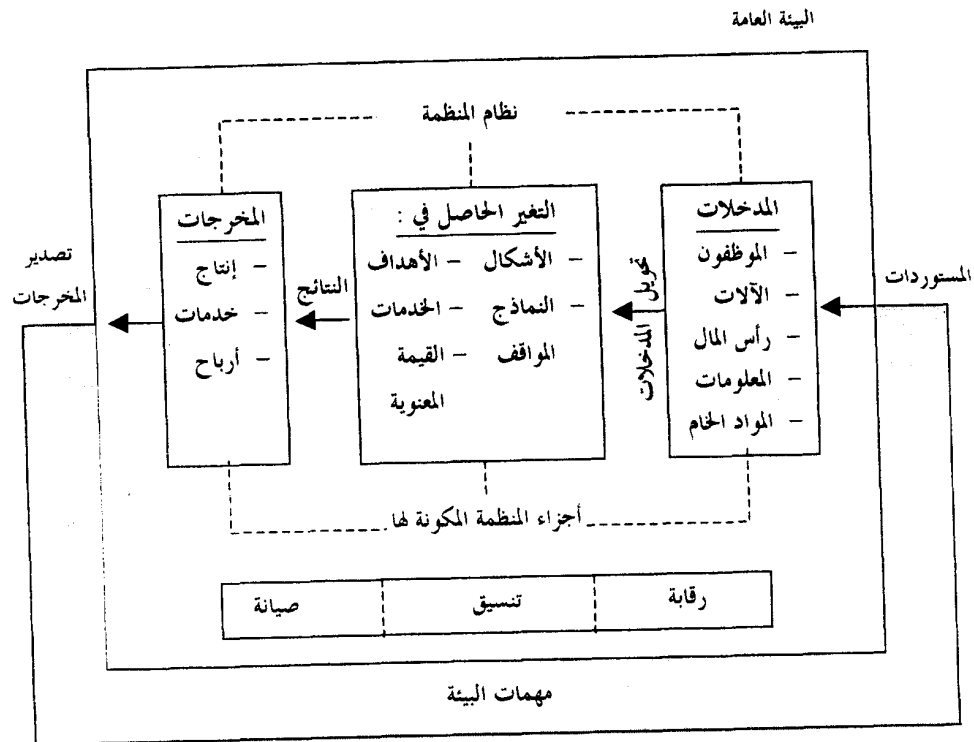 البيئة العامة
نظام المنظمة
المستوردات
المدخلات
– الموظفون
– الآلات
– رأس المال
– المعلومات
– المواد الخام
تحويل المدخلات
التغير الحاصل في :
– الأشكال – الأهداف
– النماذج – الخدمات
المواقف – القيمة
المعنوية
النتائج
المخرجات
– إنتاج
– خدمات
– أرباح
تصدير
المخرجات
أجزاء المنظمة المكونة لها
رقابة تنسيق صيانة
مهمات البيئة